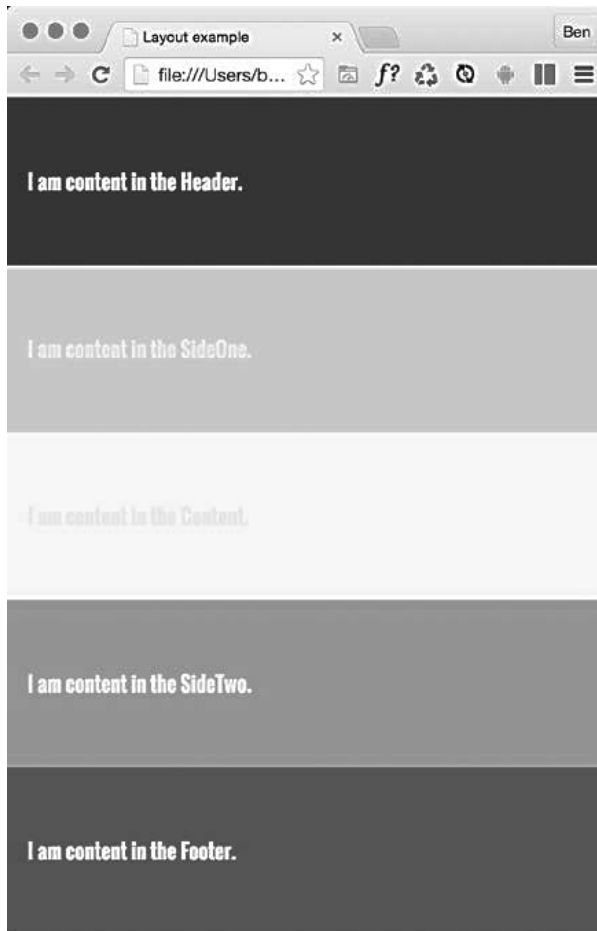 Layout example
Ben
file:///Users/b...
f?
I am content in the Header.
I am content in the SideOne.
I am content in the Content.
I am content in the SideTwo.
I am content in the Footer.